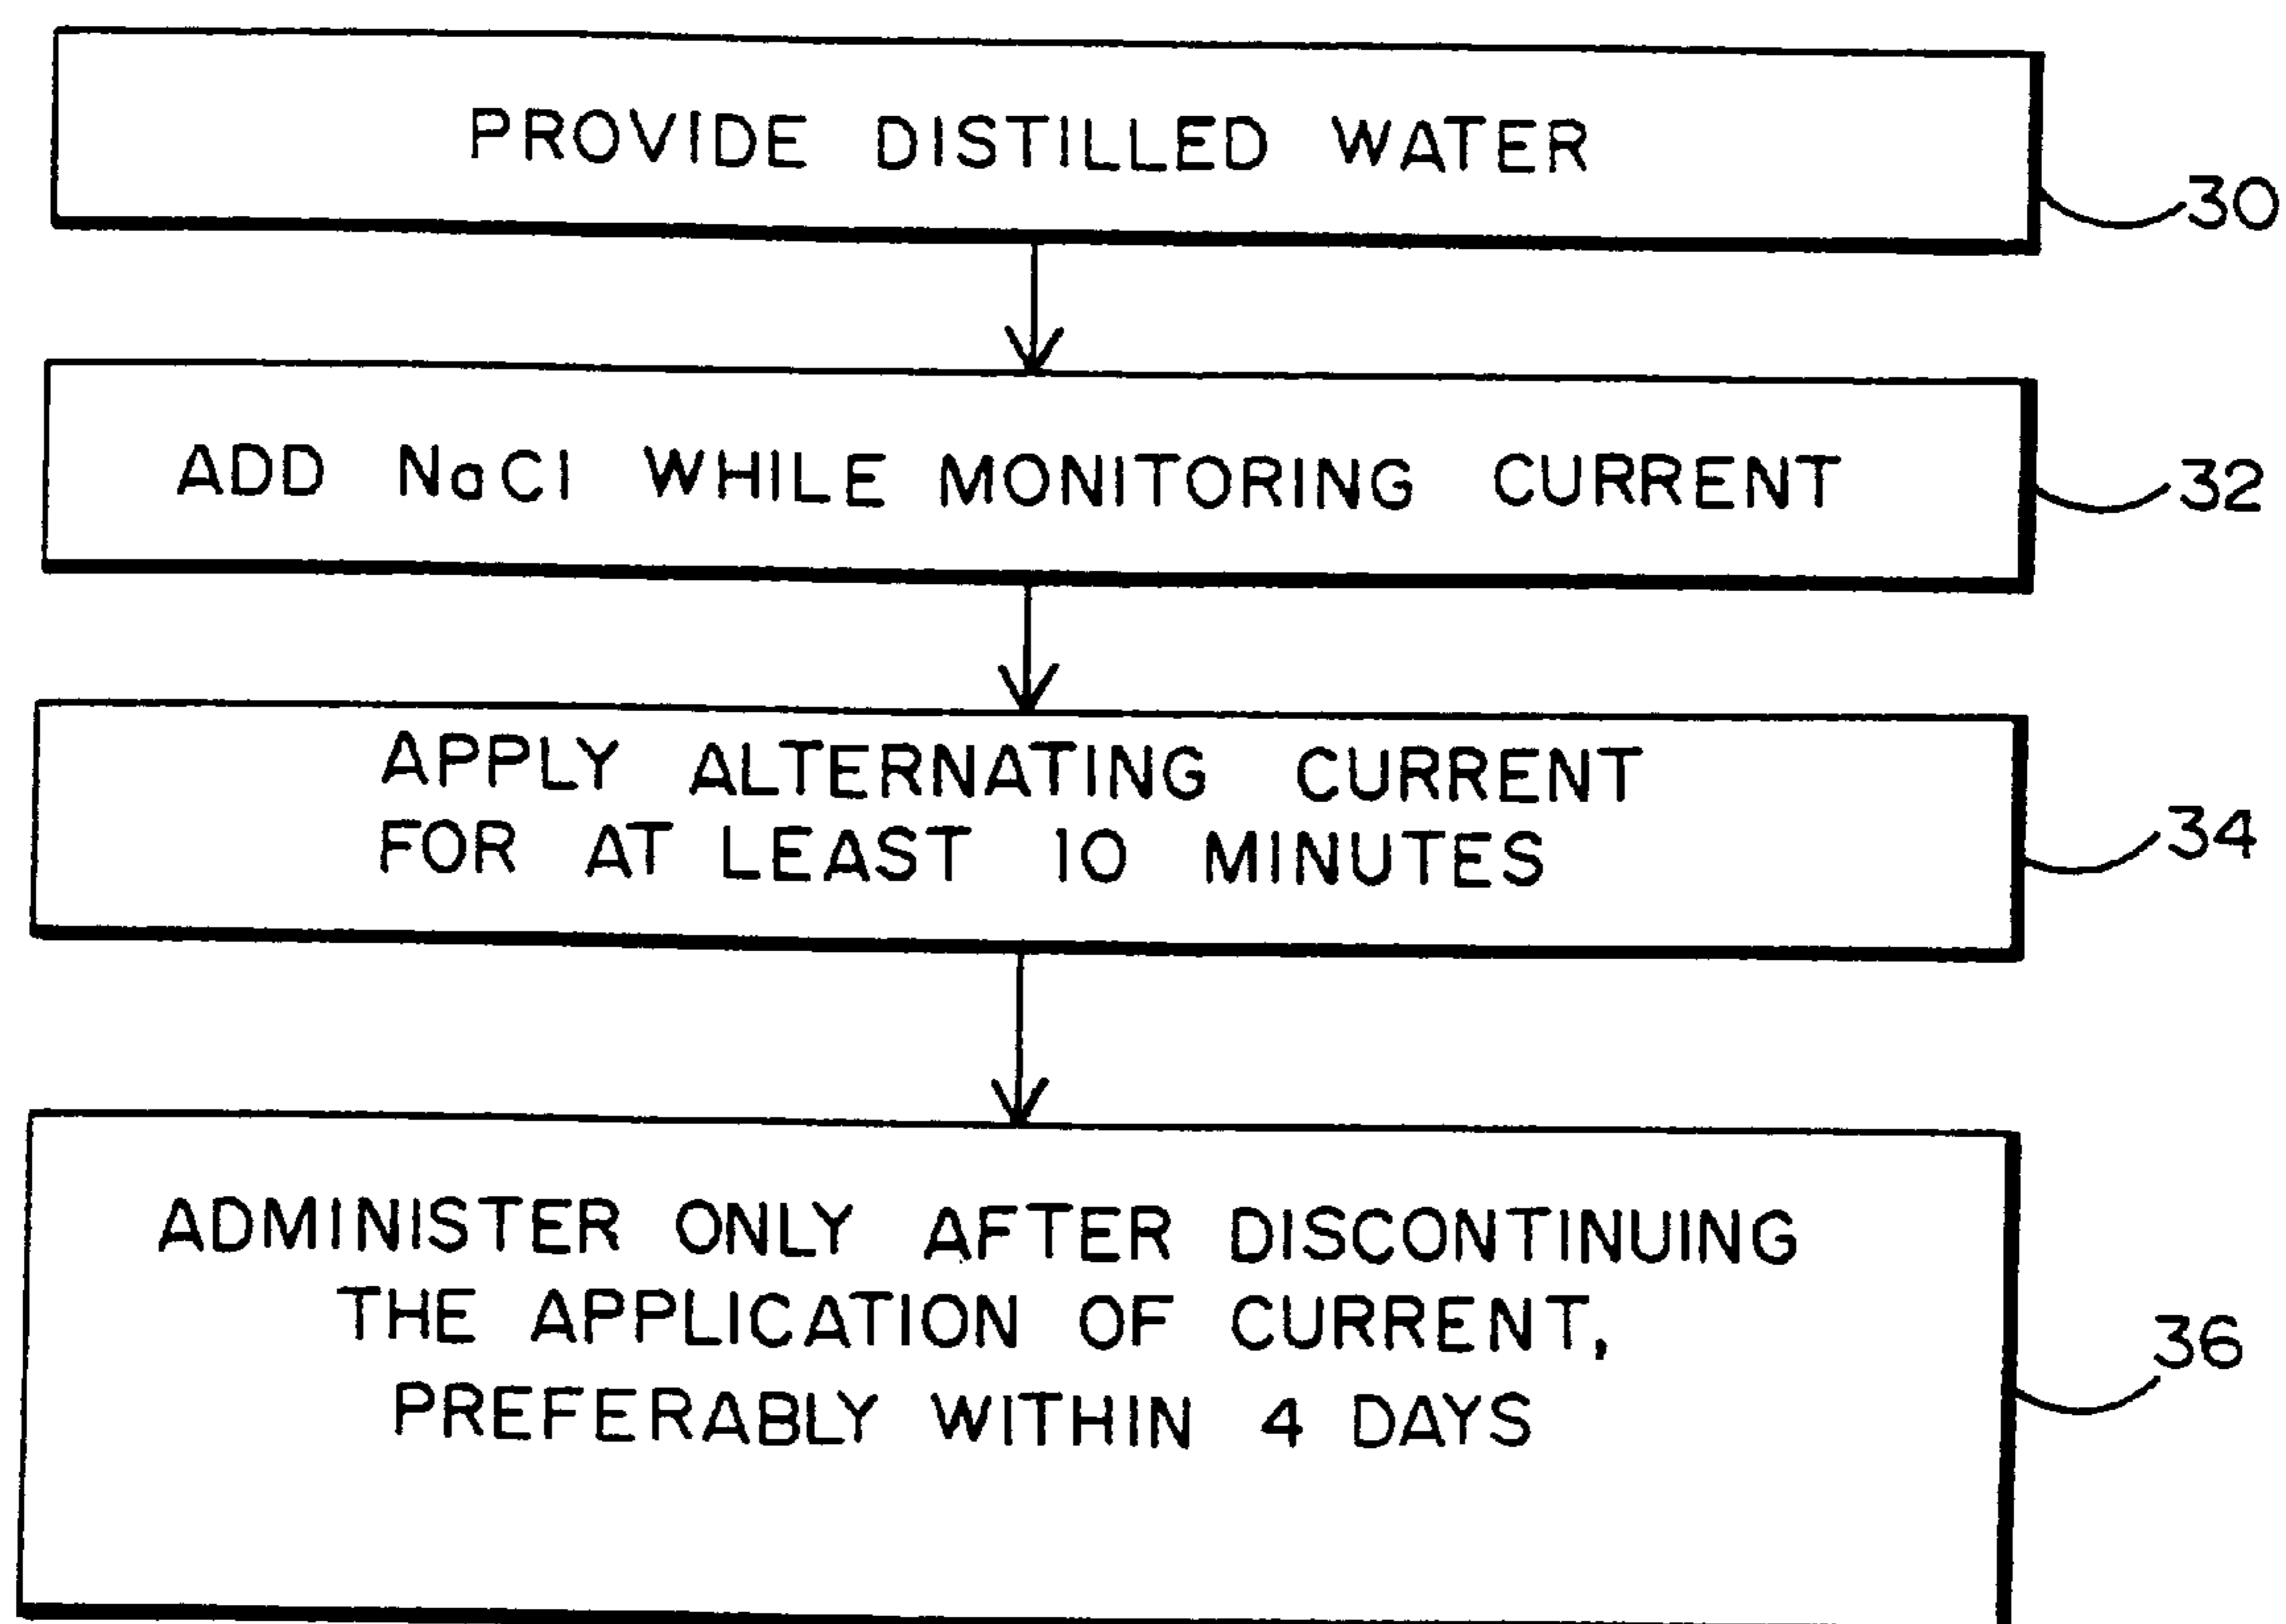 PROVIDE DISTILLED WATER
30
ADD NaCl WHILE MONITORING CURRENT
32
APPLY ALTERNATING CURRENT
FOR AT LEAST 10 MINUTES
34
ADMINISTER ONLY AFTER DISCONTINUING
THE APPLICATION OF CURRENT,
PREFERABLY WITHIN 4 DAYS
36